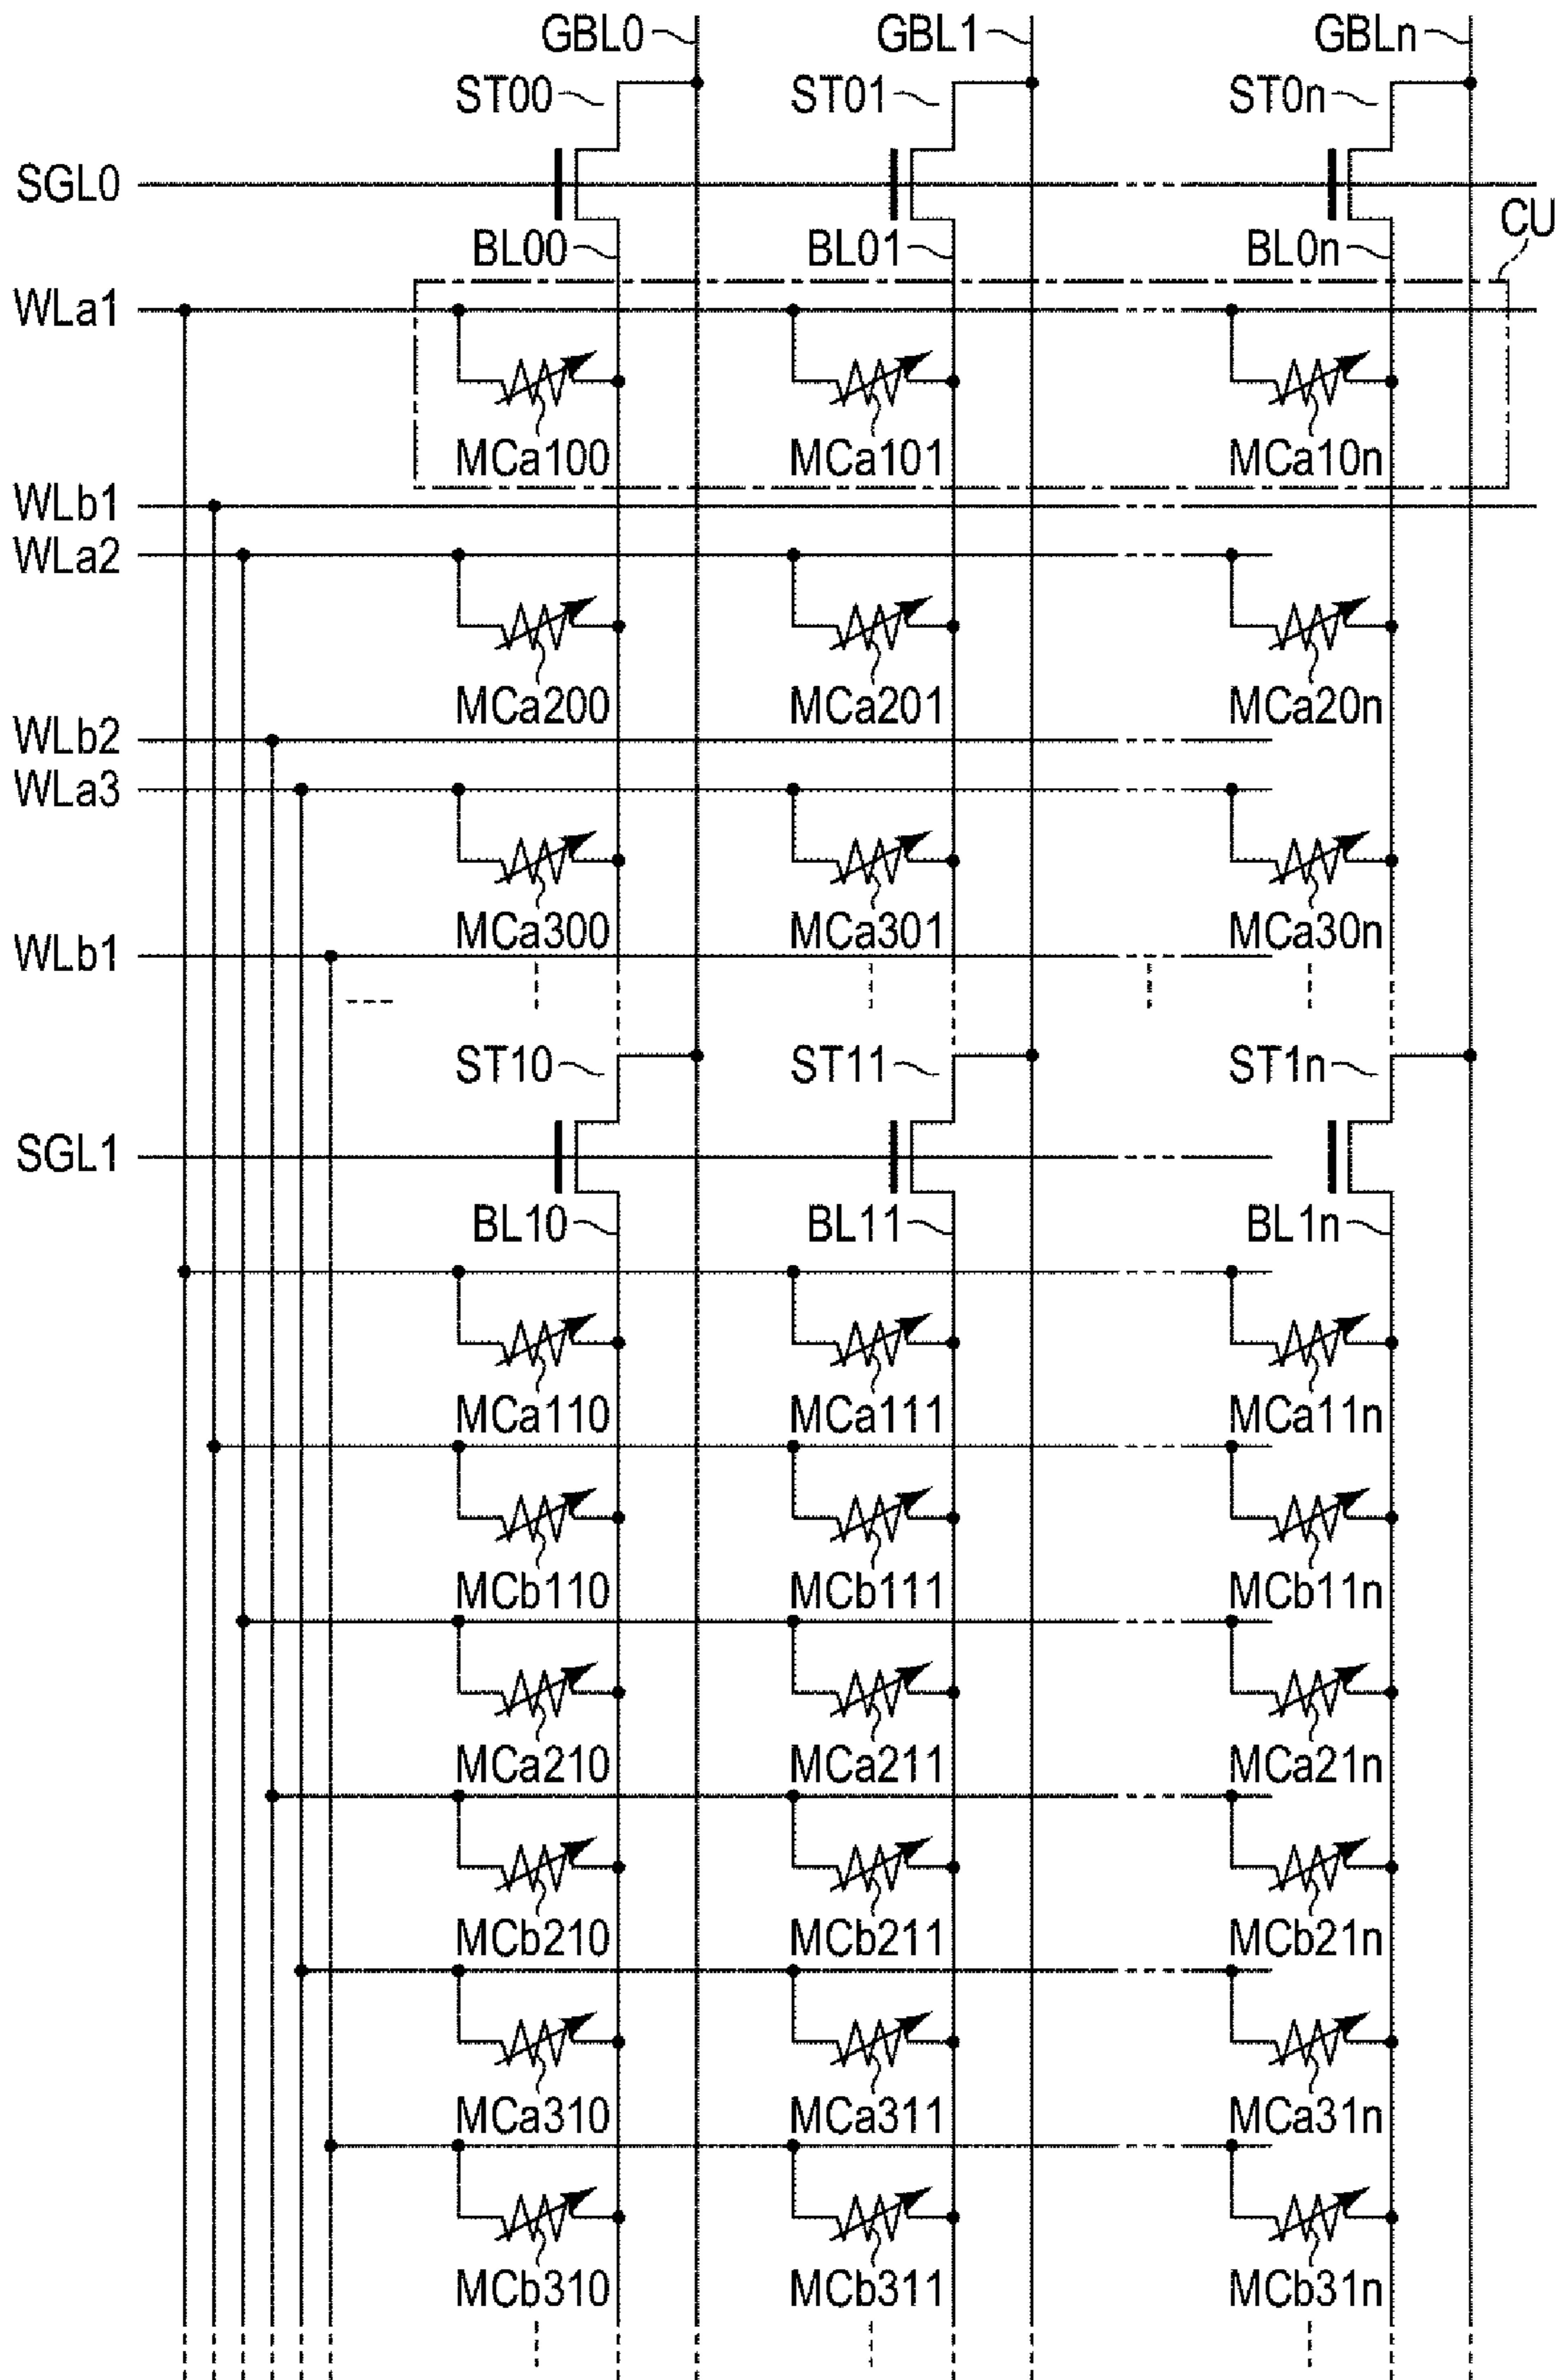 GBL0 GBL1 GBLn
ST00 ST01 ST0n
SGL0
CU
BL00 BL01 BL0n
WLa1
MCa100 MCa101 MCa10n
WLb1
WLa2
MCa200 MCa201 MCa20n
WLb2
WLa3
MCa300 MCa301 MCa30n
WLb1
ST10 ST11 ST1n
SGL1
BL10 BL11 BL1n
MCa110 MCa111 MCa11n
MCb110 MCb111 MCb11n
MCa210 MCa211 MCa21n
MCb210 MCb211 MCb21n
MCa310 MCa311 MCa31n
MCb310 MCb311 MCb31n